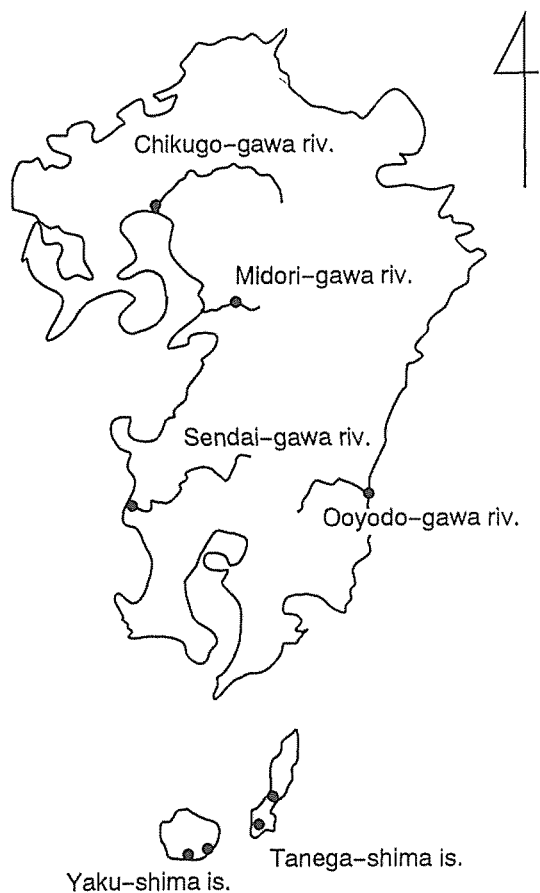 Chikugo-gawa riv.
Midori-gawa riv.
Sendai-gawa riv.
Ooyodo-gawa riv.
Tanega-shima is.
Yaku-shima is.